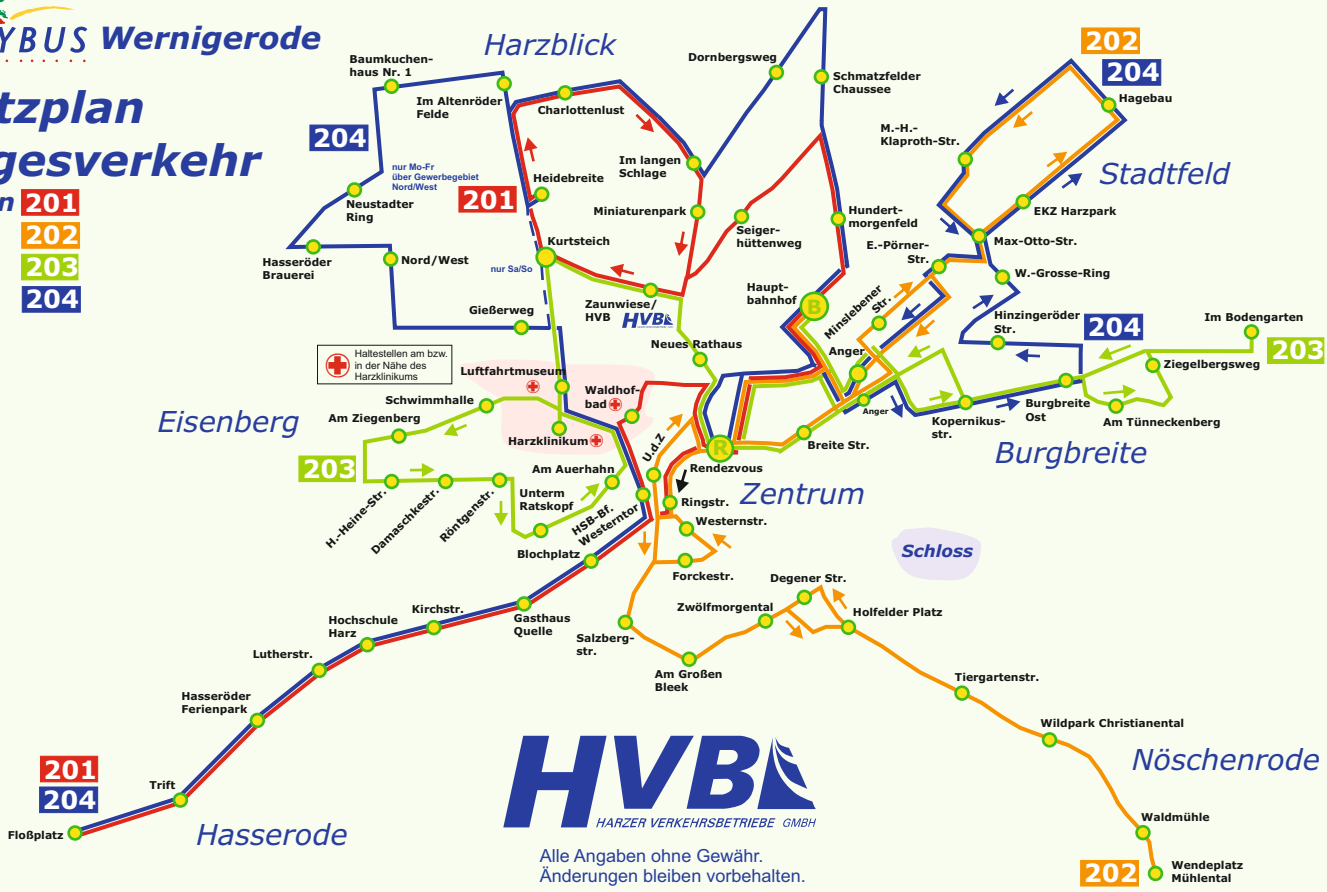 YBUS Wernigerode
tzplan
gesverkehr
n 201
202
203
204
Harzblick
Baumkuchen-
haus Nr. 1
Im Altenröder
Felde
Charlottenlust
204
nur Mo-Fr
über Gewerbegebiet
Nord/West
Neustadter
Ring
Hasseröder
Brauerei
Nord/West
Heidebreite
201
Im langen
Schlage
Miniaturenpark
Kurtsteich
nur Sa/So
Zaunwiese/
HVB
HVB
Gießerweg
Dornbergsweg
Schmatzfelder
Chaussee
Seiger-
hüttenweg
Hundert-
morgenfeld
Haupt-
bahnhof
B
Neues Rathaus
202
204
Hagebau
M.-H.-
Klaproth-Str.
Stadtfeld
EKZ Harzpark
Max-Otto-Str.
E.-Pörner-
Str.
W.-Grosse-Ring
Minslebener
Str.
Hinzingeröder
Str.
204
Im Bodengarten
203
Ziegelbergsweg
Anger
Anger
Kopernikus-
str.
Burgbreite
Ost
Am Tünneckenberg
Burgbreite
Breite Str.
Haltestellen am bzw.
in der Nähe des
Harzklinikums
Luftfahrtmuseum
Waldhof-
bad
Harzklinikum
Schwimmhalle
Eisenberg
Am Ziegenberg
203
H.-Heine-Str.
Damaschkestr.
Röntgenstr.
Unterm
Ratskopf
Am Auerhahn
HSB-Bf.
Westerntor
Blochplatz
U.d.Z
R
Rendezvous
Zentrum
Ringstr.
Westernstr.
Forckestr.
Schloss
Gasthaus
Quelle
Kirchstr.
Hochschule
Harz
Lutherstr.
Hasseröder
Ferienpark
Trift
201
204
Floßplatz
Hasserode
Salzberg-
str.
Am Großen
Bleek
Zwölfmorgental
Degener Str.
Holfelder Platz
Tiergartenstr.
Wildpark Christianental
Nöschenrode
Waldmühle
202
Wendeplatz
Mühlental
HVB
HARZER VERKEHRSBETRIEBE GMBH
Alle Angaben ohne Gewähr.
Änderungen bleiben vorbehalten.